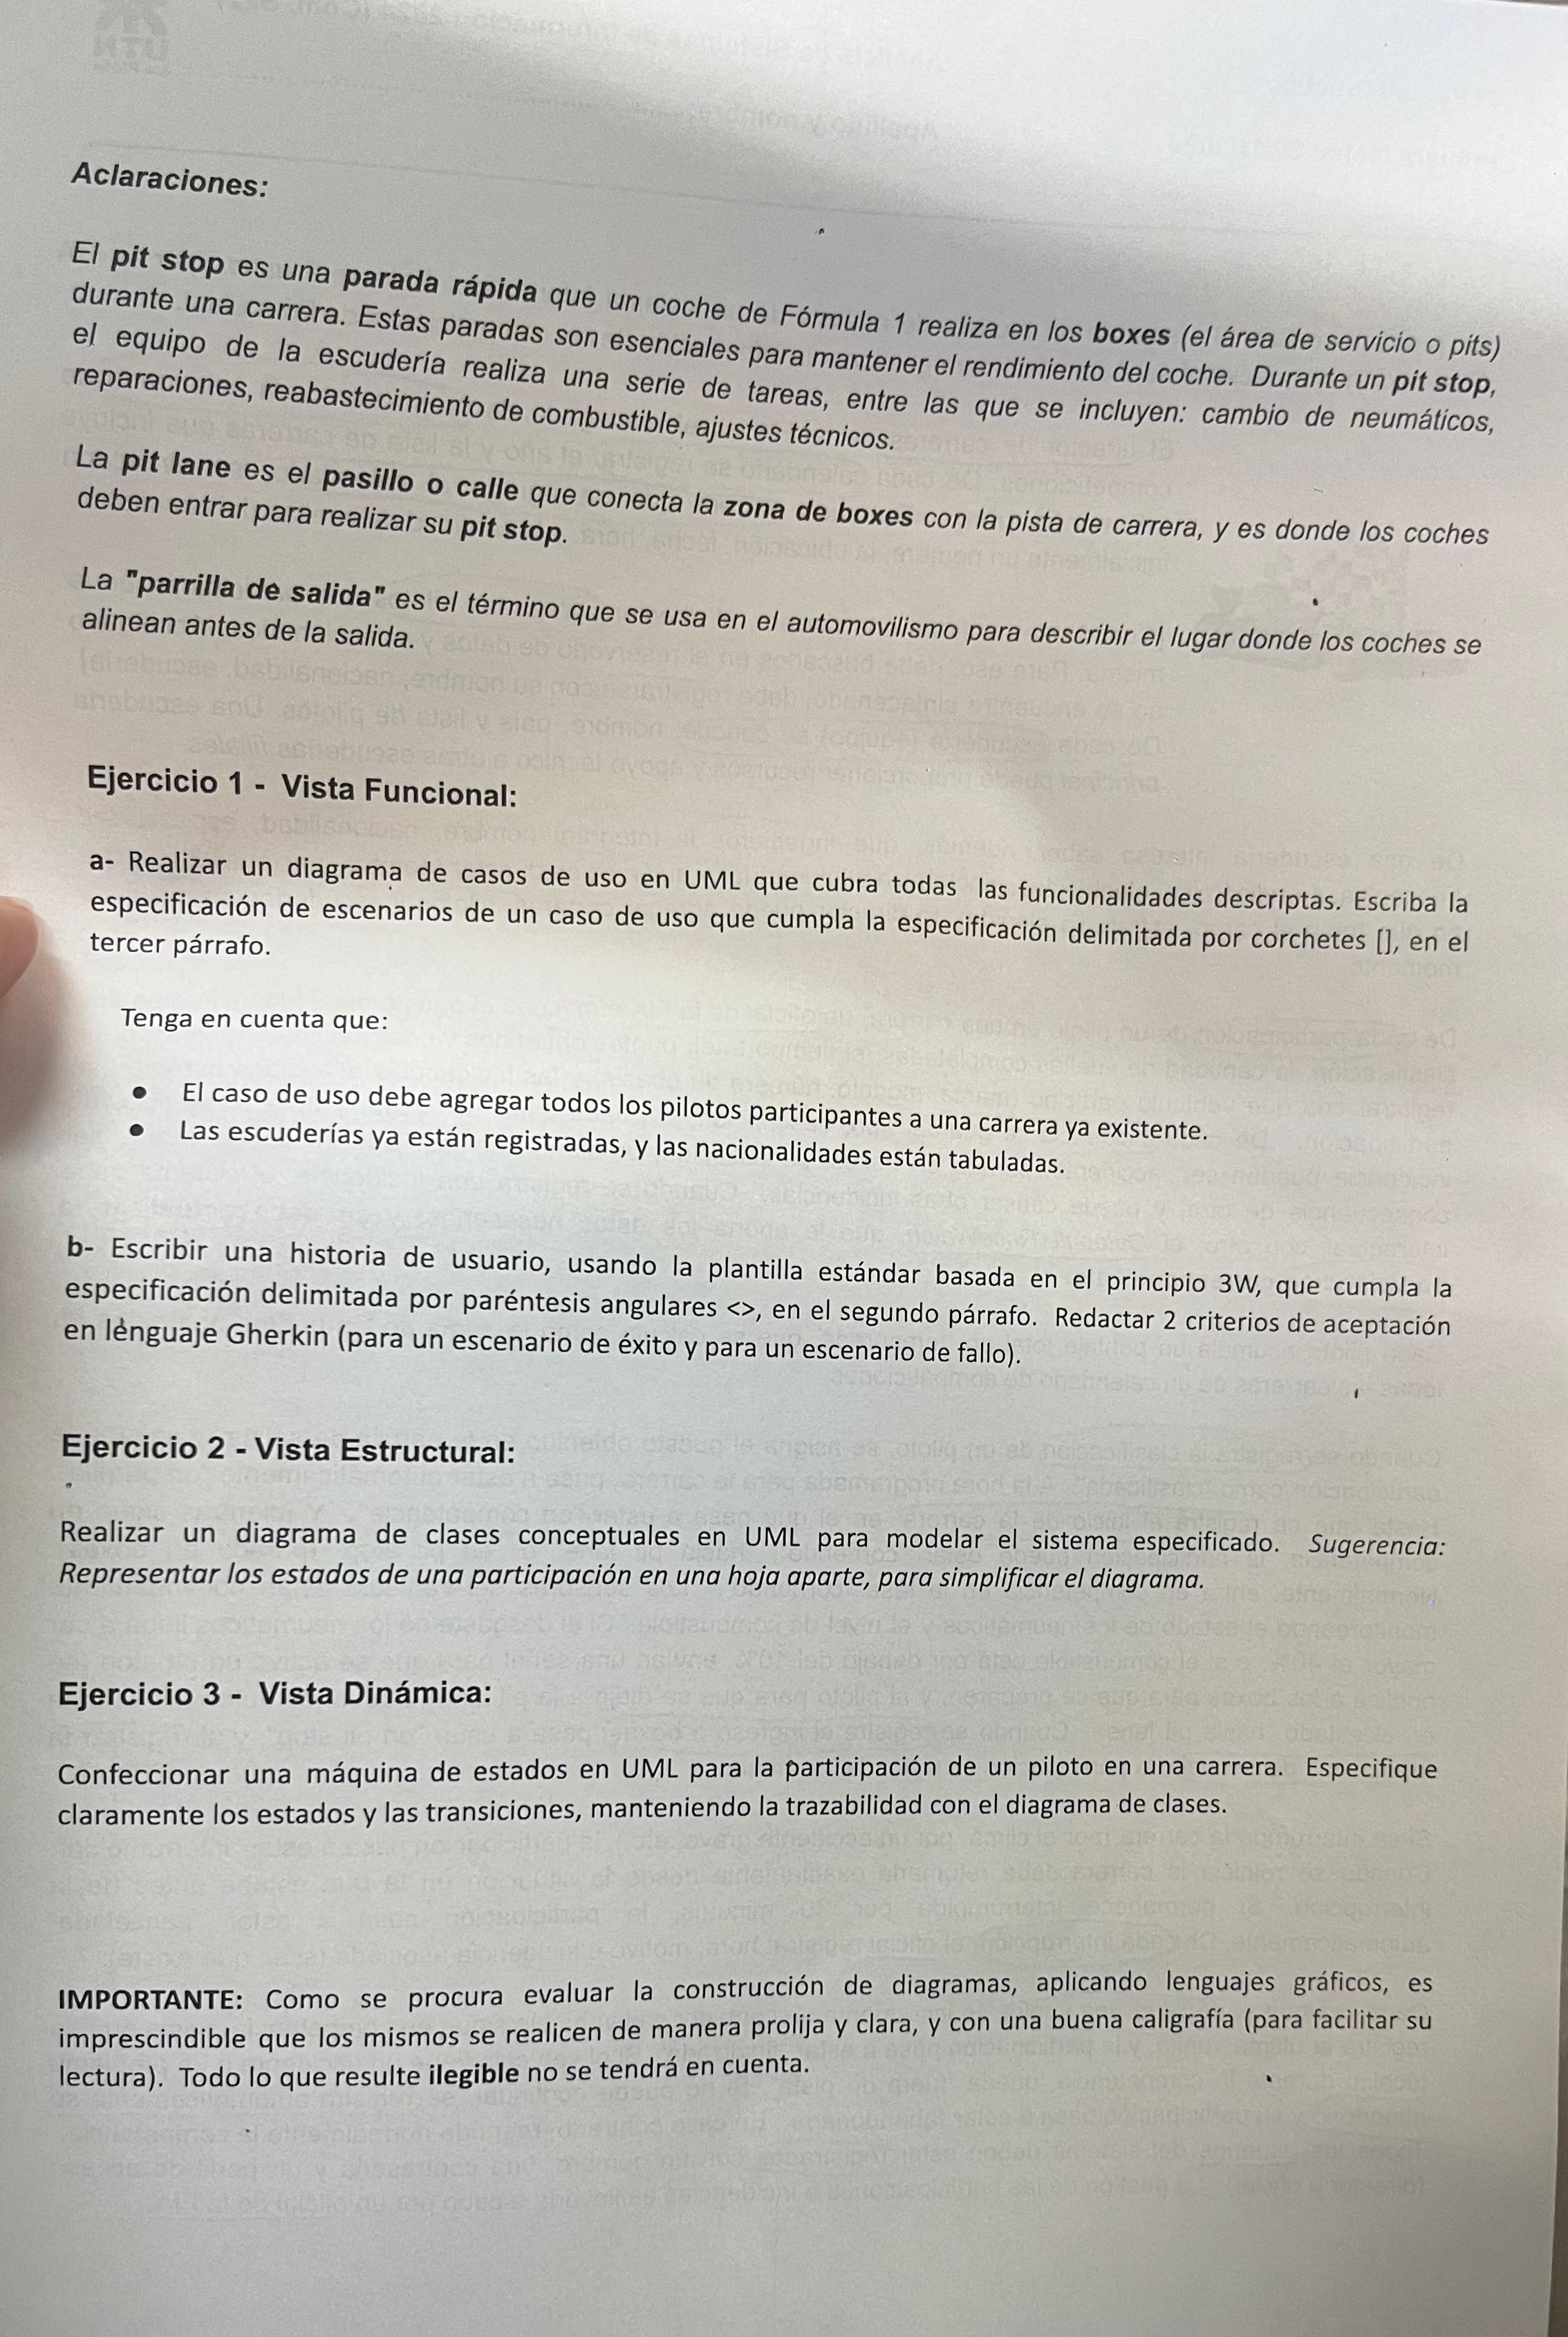 Aclaraciones:
El pit stop es una parada rápida que un coche de Fórmula 1 realiza en los boxes (el área de servicio o pits)
durante una carrera. Estas paradas son esenciales para mantener el rendimiento del coche. Durante un pit stop,
el equipo de la escudería realiza una serie de tareas, entre las que se incluyen: cambio de neumáticos,
reparaciones, reabastecimiento de combustible, ajustes técnicos.
La pit lane es el pasillo o calle que conecta la zona de boxes con la pista de carrera, y es donde los coches
deben entrar para realizar su pit stop.
La "parrilla de salida" es el término que se usa en el automovilismo para describir el lugar donde los coches se
alinean antes de la salida.
Ejercicio 1 - Vista Funcional:
a- Realizar un diagrama de casos de uso en UML que cubra todas las funcionalidades descriptas. Escriba la
especificación de escenarios de un caso de uso que cumpla la especificación delimitada por corchetes [], en el
tercer párrafo.
Tenga en cuenta que:
● El caso de uso debe agregar todos los pilotos participantes a una carrera ya existente.
● Las escuderías ya están registradas, y las nacionalidades están tabuladas.
b- Escribir una historia de usuario, usando la plantilla estándar basada en el principio 3W, que cumpla la
especificación delimitada por paréntesis angulares <>, en el segundo párrafo. Redactar 2 criterios de aceptación
en lenguaje Gherkin (para un escenario de éxito y para un escenario de fallo).
Ejercicio 2 - Vista Estructural:
Realizar un diagrama de clases conceptuales en UML para modelar el sistema especificado. Sugerencia:
Representar los estados de una participación en una hoja aparte, para simplificar el diagrama.
Ejercicio 3 - Vista Dinámica:
Confeccionar una máquina de estados en UML para la participación de un piloto en una carrera. Especifique
claramente los estados y las transiciones, manteniendo la trazabilidad con el diagrama de clases.
IMPORTANTE: Como se procura evaluar la construcción de diagramas, aplicando lenguajes gráficos, es
imprescindible que los mismos se realicen de manera prolija y clara, y con una buena caligrafía (para facilitar su
lectura). Todo lo que resulte ilegible no se tendrá en cuenta.